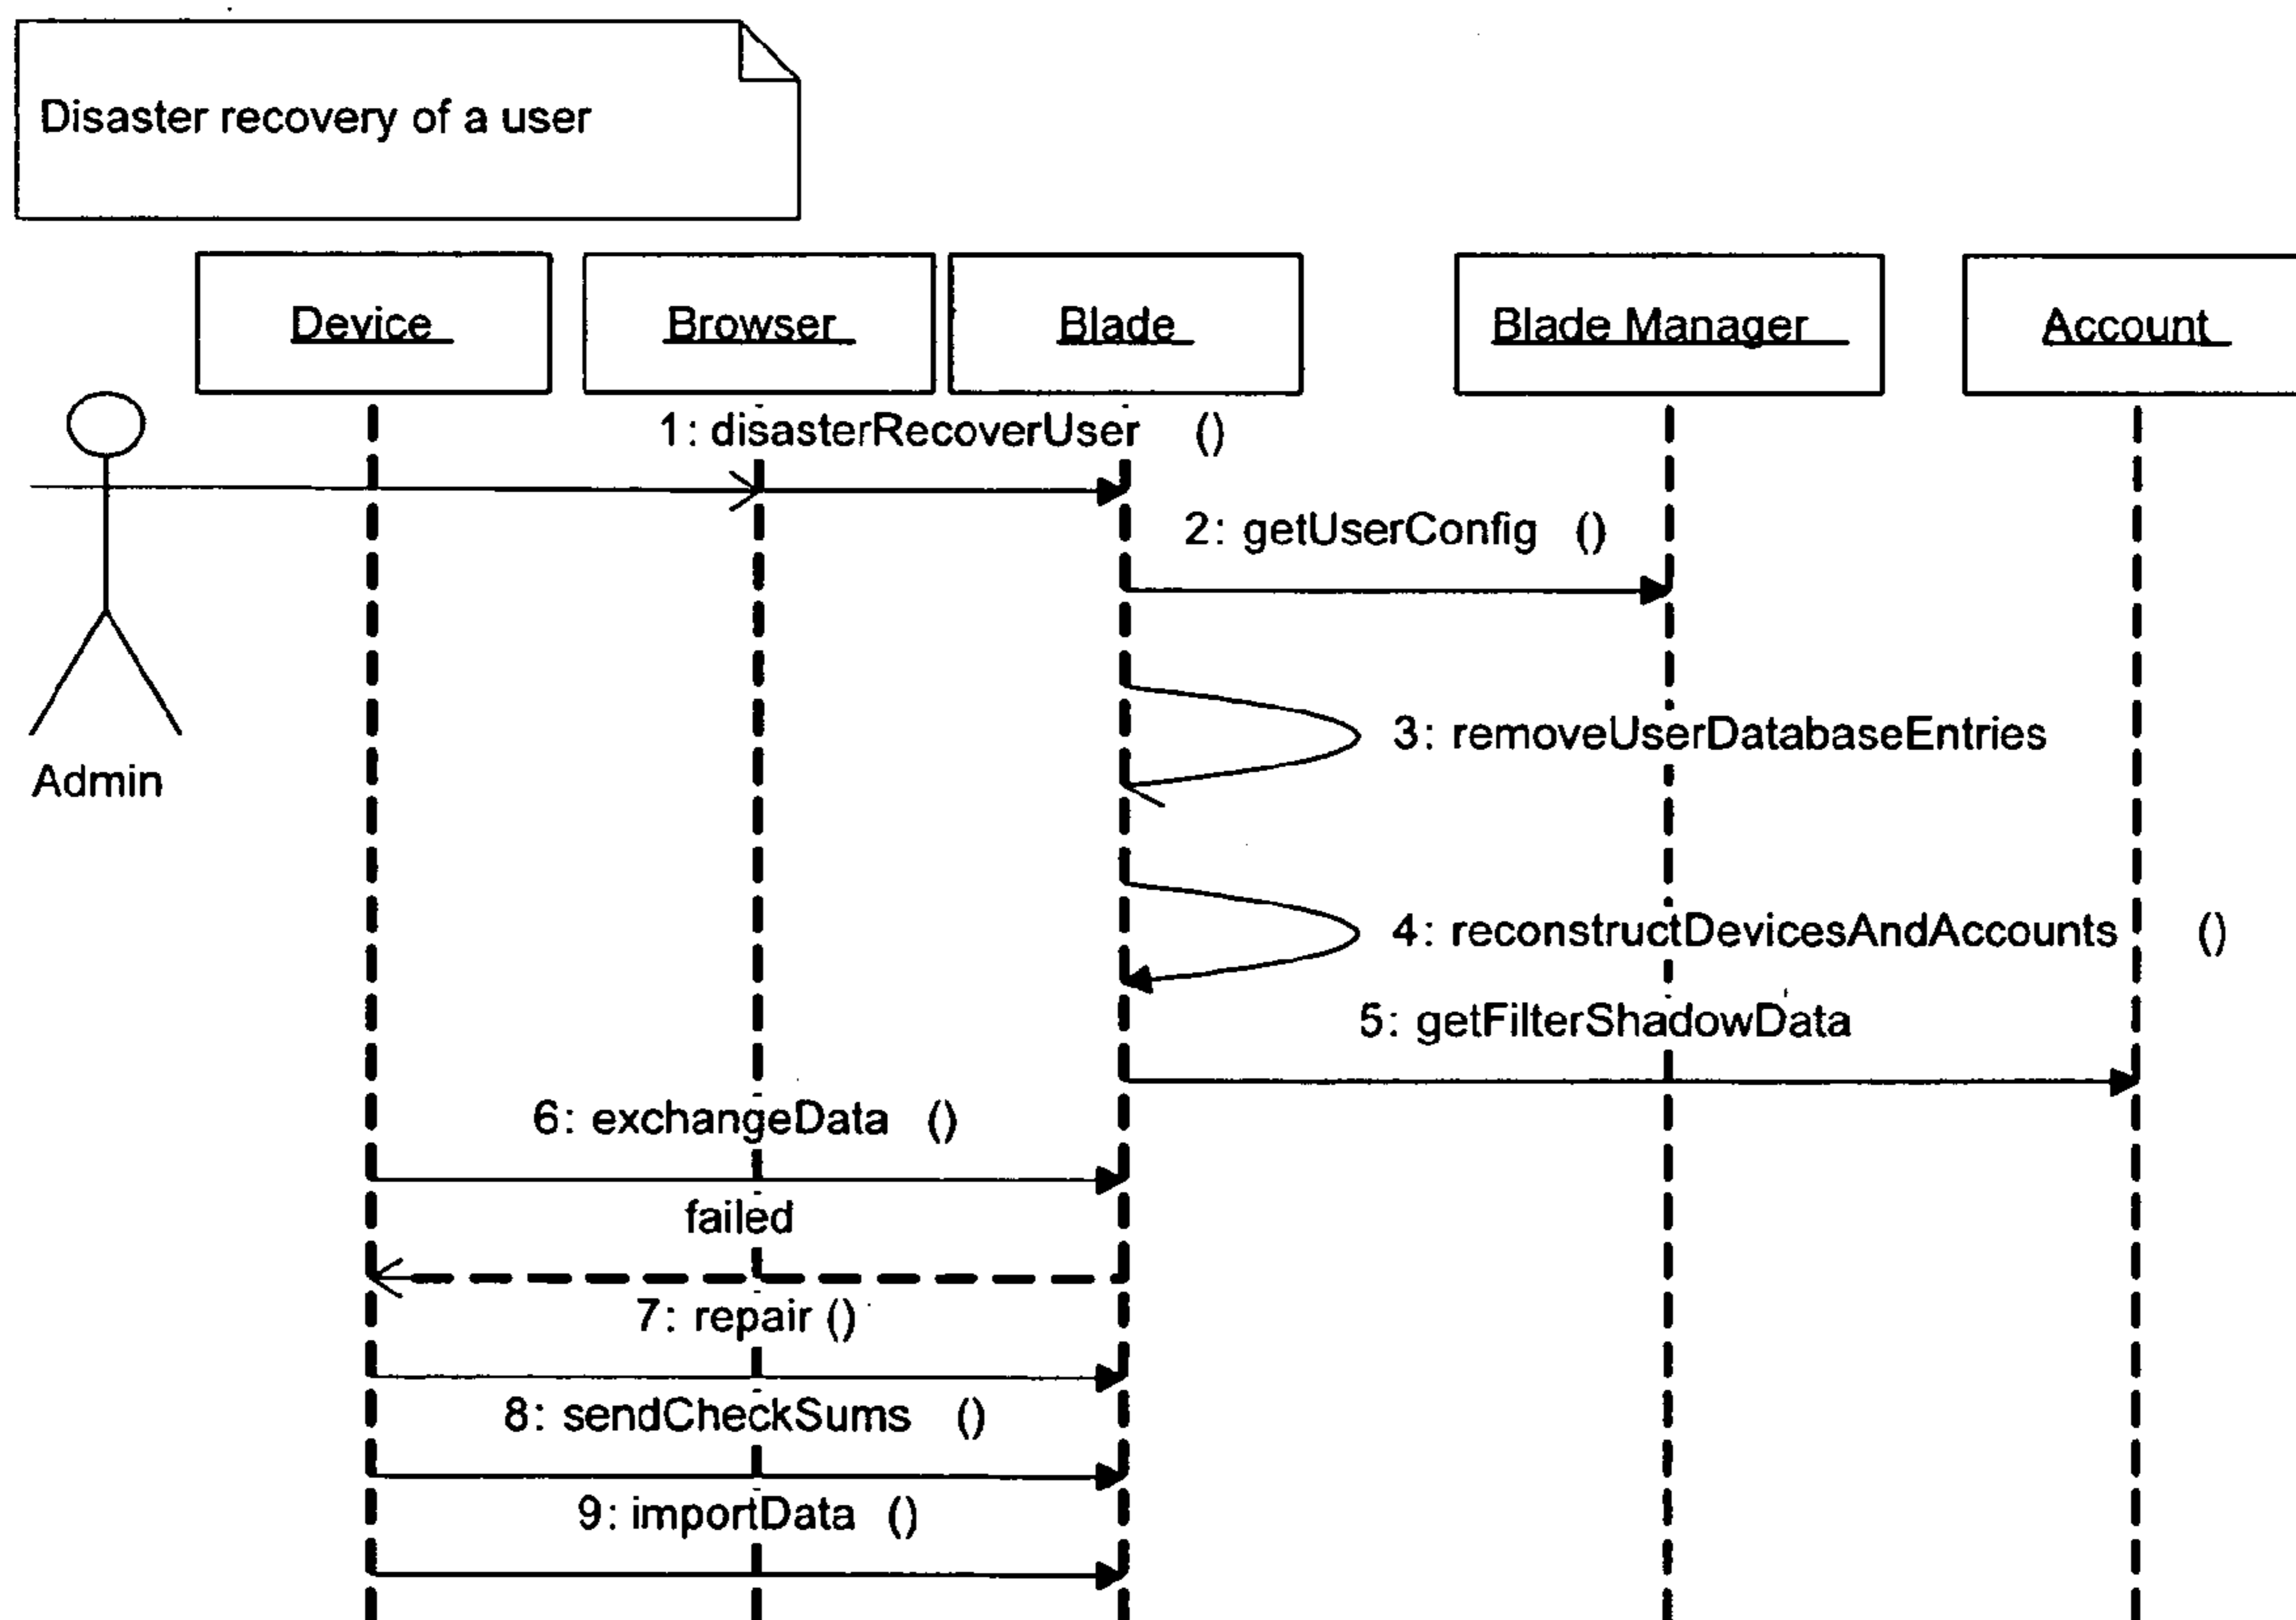 Disaster recovery of a user
Device
Browser
Blade
Blade Manager
Account
1: disasterRecoverUser ()
2: getUserConfig ()
3: removeUserDatabaseEntries
Admin
4: reconstructDevicesAndAccounts ()
5: getFilterShadowData
6: exchangeData ()
failed
7: repair ()
8: sendCheckSums ()
9: importData ()